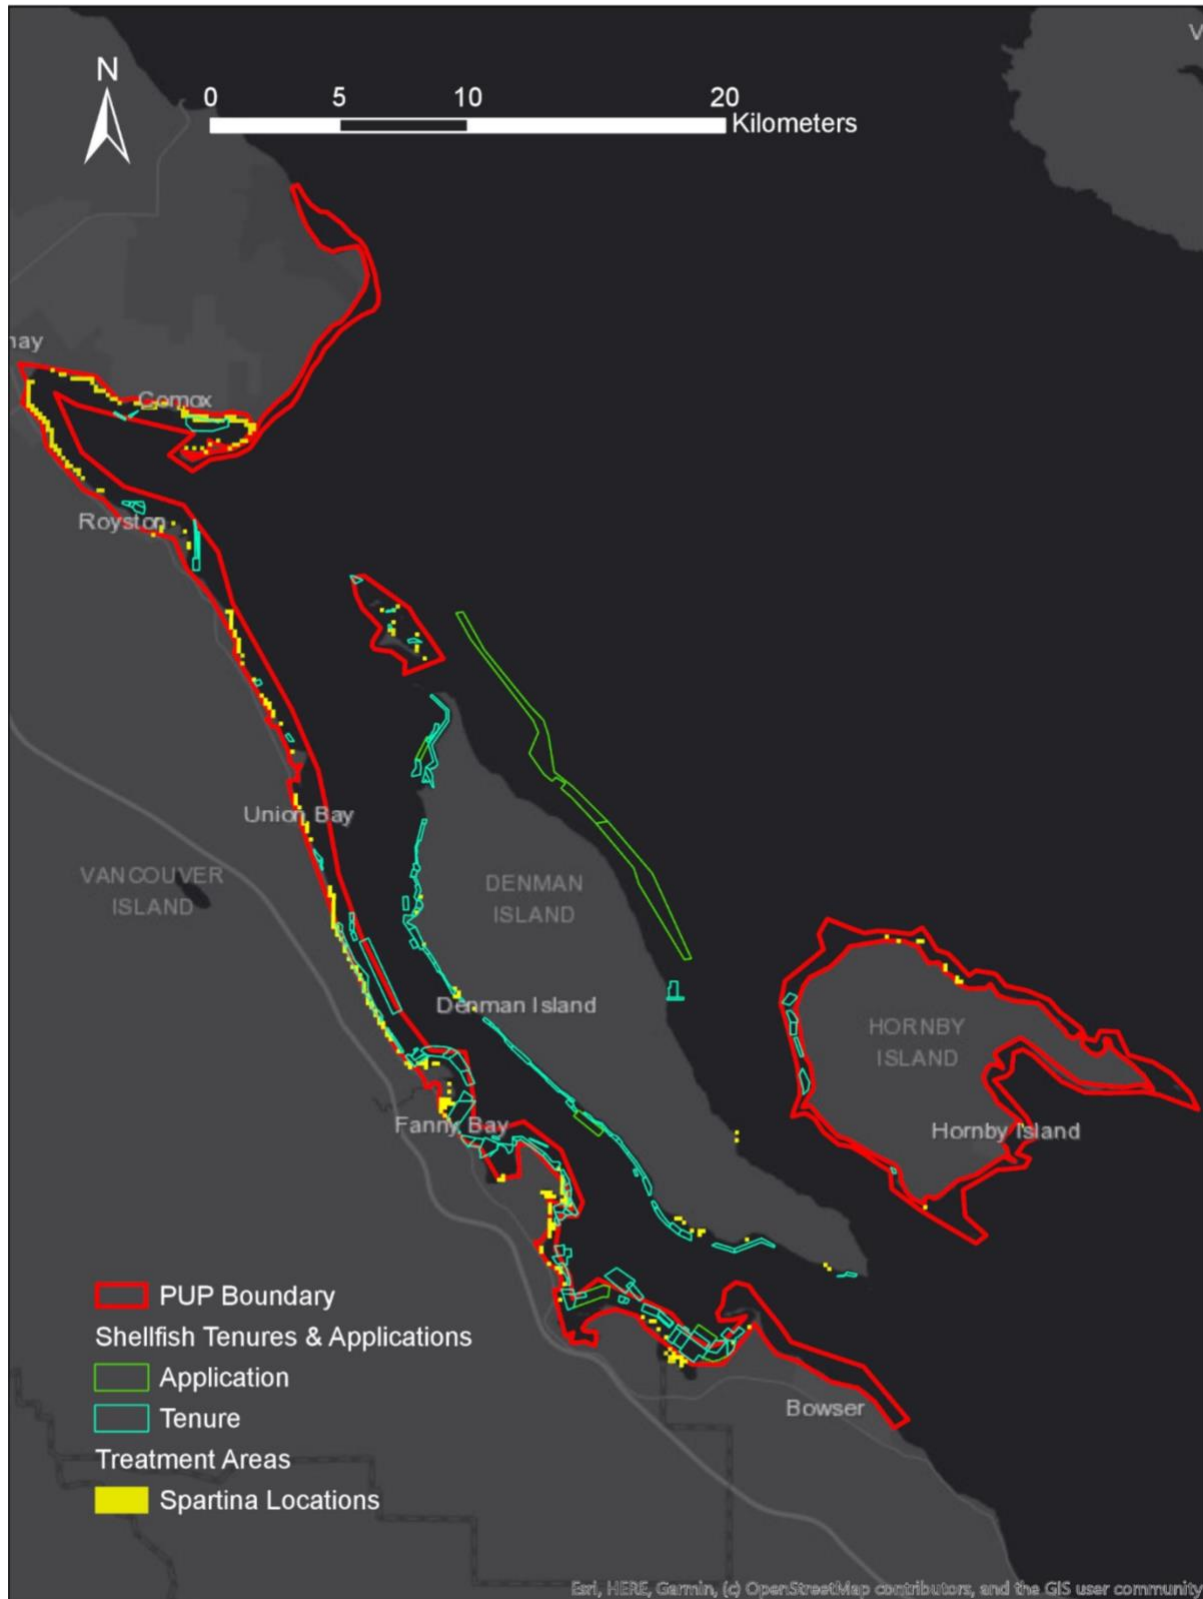 V
N
0 5 10 20
Kilometers
nay
Comox
Royston
Union Bay
VANCOUVER
ISLAND
DENMAN
ISLAND
Denman Island
HORNBY
ISLAND
Fanny Bay
Hornby Island
PUP Boundary
Shellfish Tenures & Applications
Application
Tenure
Bowser
Treatment Areas
Spartina Locations
Esri, HERE, Garmin, (c) OpenStreetMap contributors, and the GIS user community